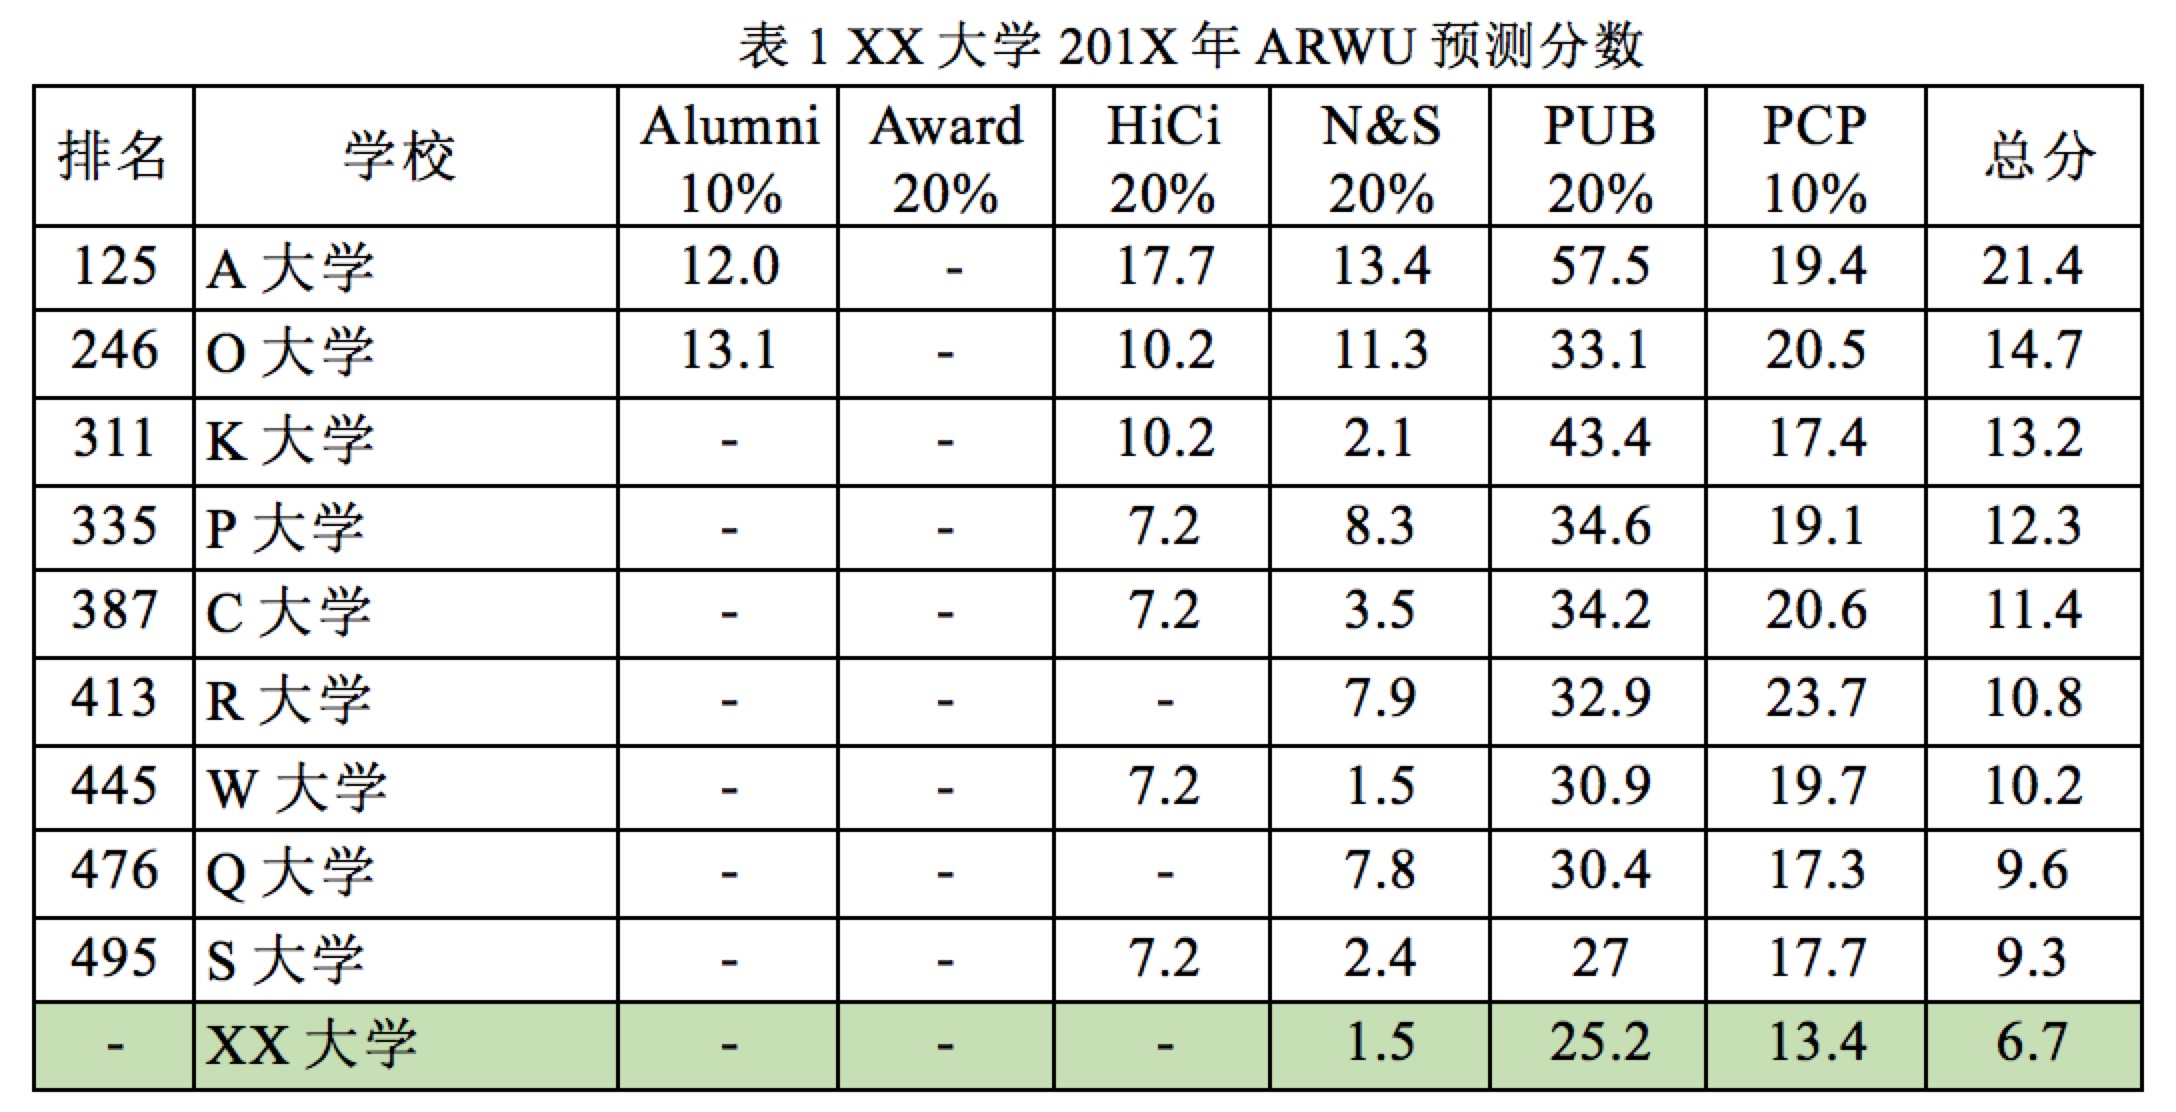 表 1 XX 大学 201X 年 ARWU 预测分数
排名 学校 Alumni 10% Award 20% HiCi 20% N&S 20% PUB 20% PCP 10% 总分
125 A 大学 12.0 - 17.7 13.4 57.5 19.4 21.4
246 O 大学 13.1 - 10.2 11.3 33.1 20.5 14.7
311 K 大学 - - 10.2 2.1 43.4 17.4 13.2
335 P 大学 - - 7.2 8.3 34.6 19.1 12.3
387 C 大学 - - 7.2 3.5 34.2 20.6 11.4
413 R 大学 - - - 7.9 32.9 23.7 10.8
445 W 大学 - - 7.2 1.5 30.9 19.7 10.2
476 Q 大学 - - - 7.8 30.4 17.3 9.6
495 S 大学 - - 7.2 2.4 27 17.7 9.3
- XX 大学 - - - 1.5 25.2 13.4 6.7